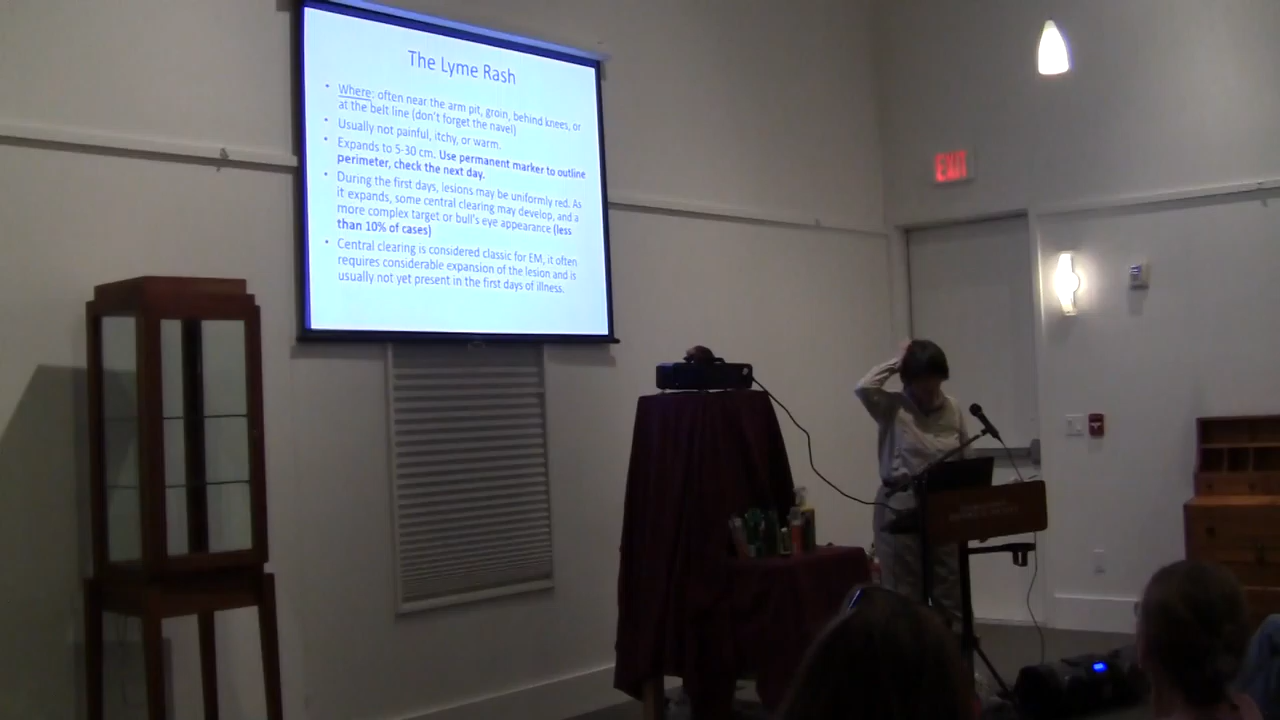 The Lyme Rash
• Where: often near the arm pit, groin, behind knees, or
at the belt line (don't forget the navel)
• Usually not painful, itchy, or warm.
• Expands to 5-30 cm. Use permanent marker to outline
perimeter, check the next day.
• During the first days, lesions may be uniformly red. As
it expands, some central clearing may develop, and a
more complex target or bull's eye appearance (less
than 10% of cases)
• Central clearing is considered classic for EM, it often
requires considerable expansion of the lesion and is
usually not yet present in the first days of illness.
EXIT